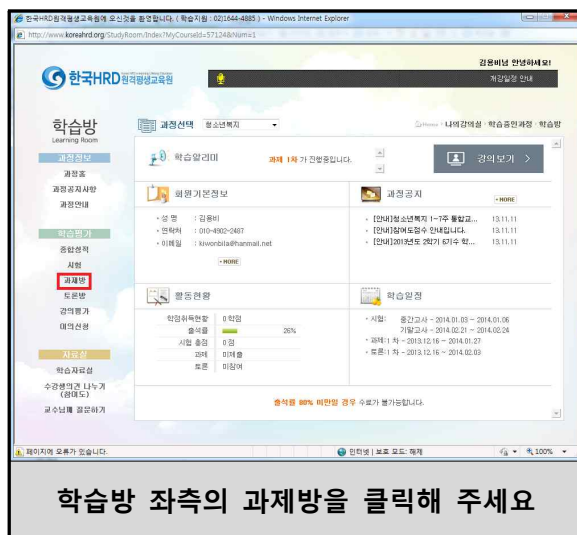 한국HRD원격평생교육원에 오신것을 환영합니다. ( 학습지원 : 02)1644-4885 ) - Windows Internet Explorer
http://www.koreahrd.org/StudyRoom/Index?MyCourseId=57124&Num=1
김용비님 안녕하세요!
한국HRD 원격평생교육원
개강일정 안내
학습방
Learning Room
과정선택 청소년복지
Home > 나의강의실 > 학습중인과정 > 학습방
과정정보
과정홈
과정공지사항
과정안내
학습평가
종합성적
시험
과제방
토론방
강의평가
이의신청
자료실
학습자료실
수강생의견 나누기
(참여도)
교수님께 질문하기
학습알리미
과제 1차 가 진행중입니다.
강의보기 >
회원기본정보
• 성 명 : 김용비
• 연락처 : 010-4902-2487
• 이메일 : kiwonbila@hanmail.net
• MORE
과정공지
• MORE
• [안내]청소년복지 1~7주 통합교... 13.11.11
• [안내]참여도점수 안내입니다. 13.11.11
• [안내]2013년도 2학기 6기수 학... 13.11.11
활동현황
학점취득현황 0 학점
출석률 26%
시험 총점 0 점
과제 미제출
토론 미참여
학습일정
• 시험: 중간고사 - 2014.01.03 ~ 2014.01.06
기말고사 - 2014.02.21 ~ 2014.02.24
• 과제:1 차 - 2013.12.16 ~ 2014.01.27
• 토론:1 차 - 2013.12.16 ~ 2014.02.03
출석률 80% 미만일 경우 수료가 불가능합니다.
페이지에 오류가 있습니다.
인터넷 | 보호 모드: 해제
100%
학습방 좌측의 과제방을 클릭해 주세요